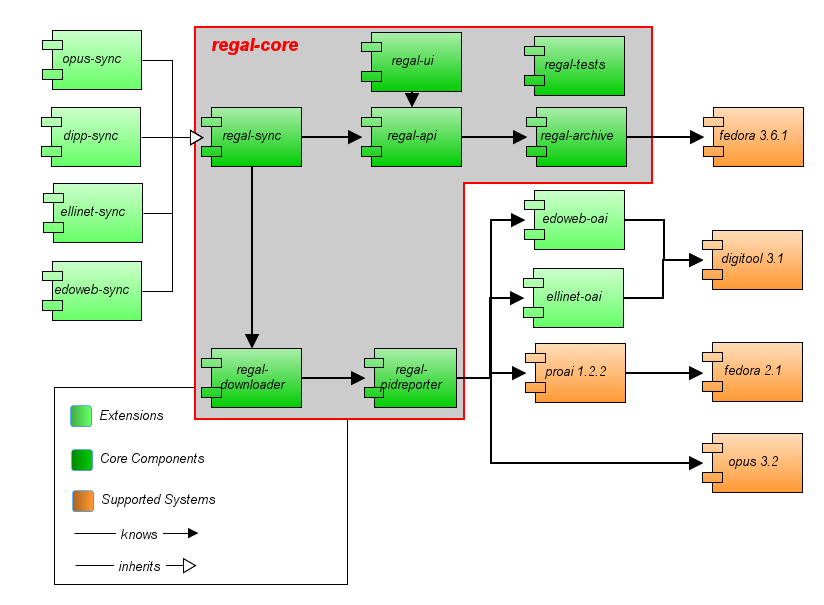 regal-core
opus-sync
regal-ui
regal-tests
dipp-sync
regal-sync
regal-api
regal-archive
fedora 3.6.1
ellinet-sync
edoweb-oai
digitool 3.1
edoweb-sync
ellinet-oai
regal-
downloader
regal-
pidreporter
proai 1.2.2
fedora 2.1
opus 3.2
Extensions
Core Components
Supported Systems
knows
inherits